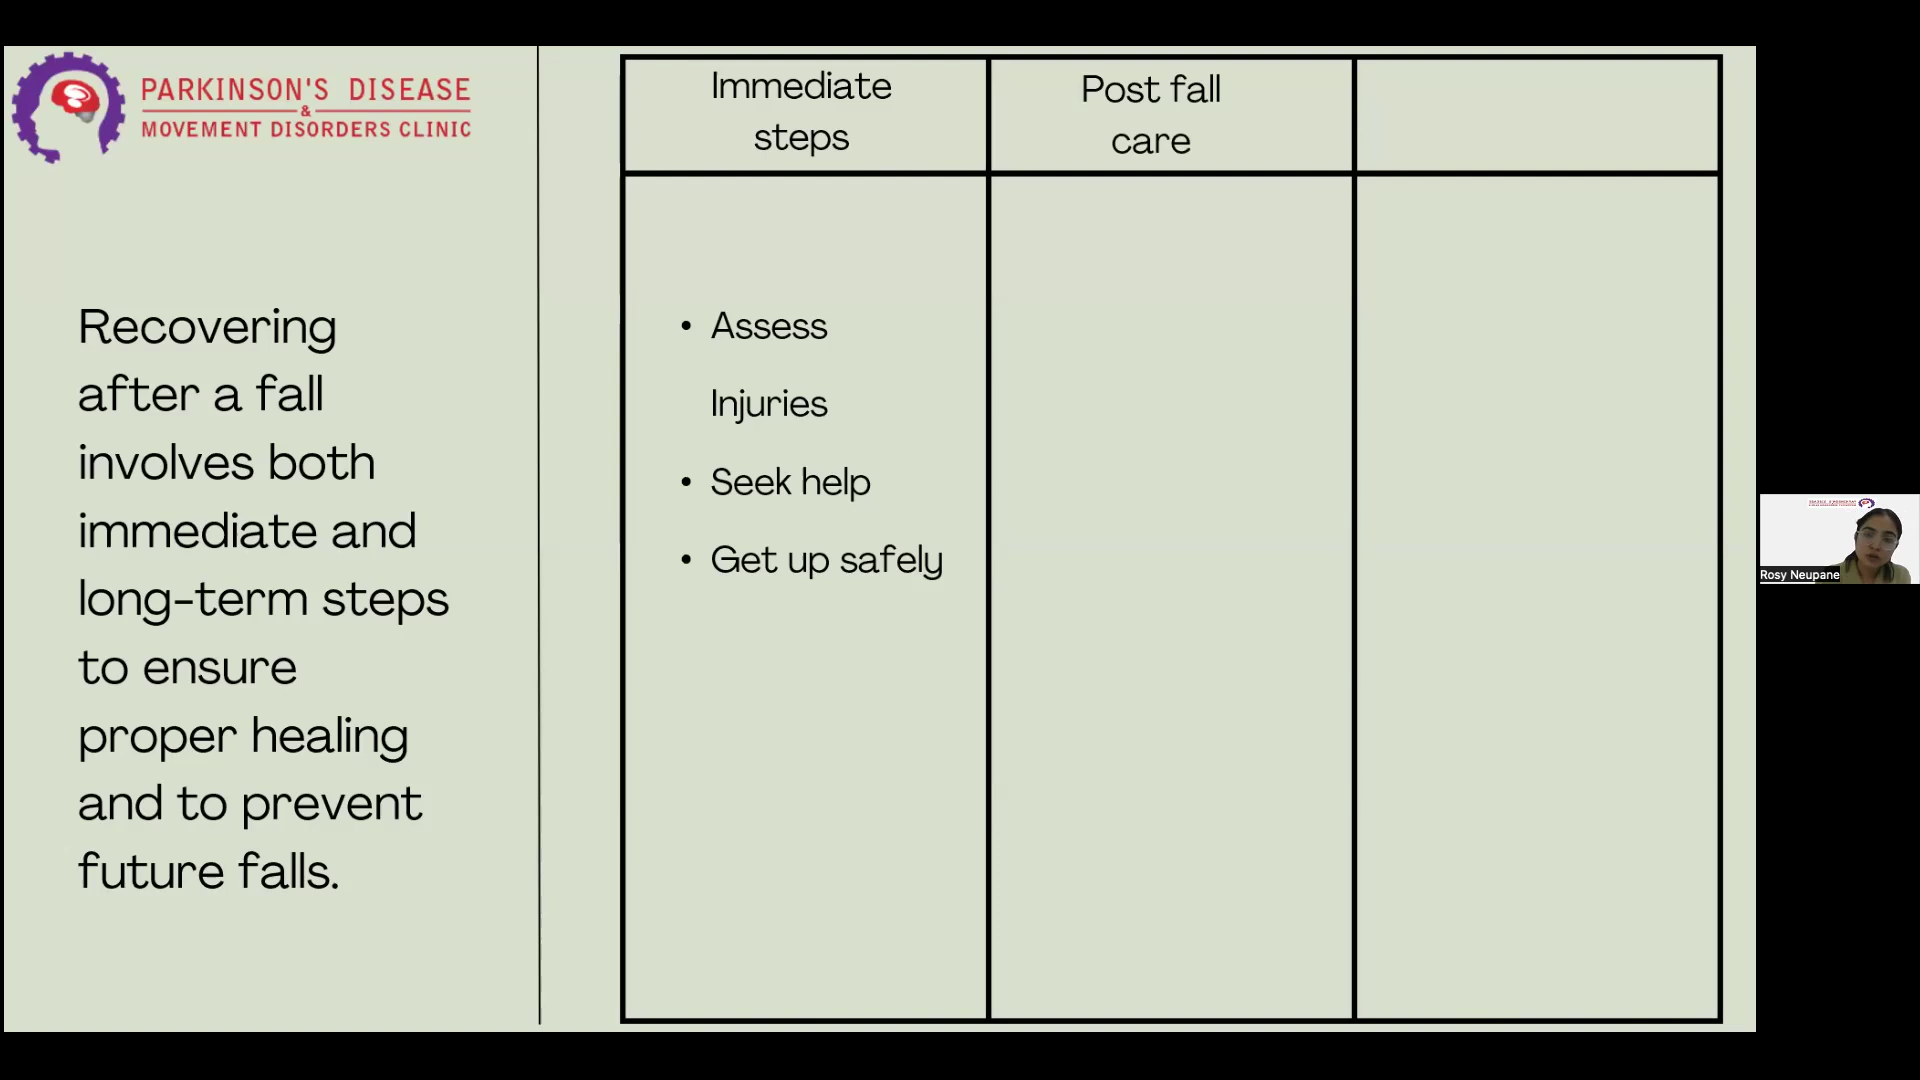 PARKINSON'S DISEASE
&
MOVEMENT DISORDERS CLINIC
Recovering
after a fall
involves both
immediate and
long-term steps
to ensure
proper healing
and to prevent
future falls.
Immediate
steps
Post fall
care
• Assess
Injuries
• Seek help
• Get up safely
Rosy Neupane